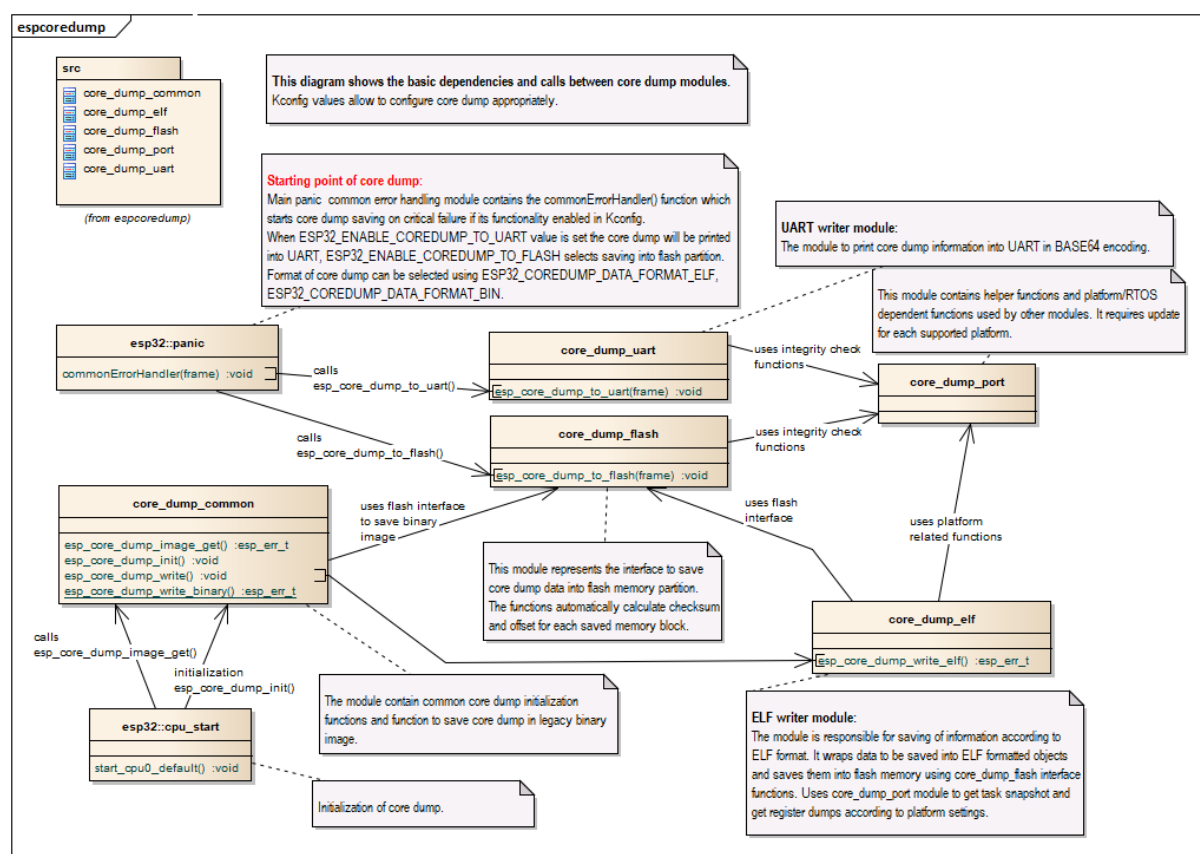 espcoredump
src
core_dump_common
core_dump_elf
core_dump_flash
core_dump_port
core_dump_uart
(from espcoredump)
This diagram shows the basic dependencies and calls between core dump modules.
Kconfig values allow to configure core dump appropriately.
Starting point of core dump:
Main panic common error handling module contains the commonErrorHandler() function which
starts core dump saving on critical failure if its functionality enabled in Kconfig.
When ESP32_ENABLE_COREDUMP_TO_UART value is set the core dump will be printed
into UART, ESP32_ENABLE_COREDUMP_TO_FLASH selects saving into flash partition.
Format of core dump can be selected using ESP32_COREDUMP_DATA_FORMAT_ELF,
ESP32_COREDUMP_DATA_FORMAT_BIN.
UART writer module:
The module to print core dump information into UART in BASE64 encoding.
This module contains helper functions and platform/RTOS
dependent functions used by other modules. It requires update
for each supported platform.
esp32::panic
commonErrorHandler(frame) :void
calls
esp_core_dump_to_uart()
core_dump_uart
esp_core_dump_to_uart(frame) :void
uses integrity check
functions
core_dump_port
calls
esp_core_dump_to_flash()
core_dump_flash
esp_core_dump_to_flash(frame) :void
uses integrity check
functions
core_dump_common
esp_core_dump_image_get() :esp_err_t
esp_core_dump_init() :void
esp_core_dump_write() :void
esp_core_dump_write_binary() :esp_err_t
uses flash interface
to save binary
image
uses flash
interface
uses platform
related functions
This module represents the interface to save
core dump data into flash memory partition.
The functions automatically calculate checksum
and offset for each saved memory block.
core_dump_elf
esp_core_dump_write_elf() :esp_err_t
calls
esp_core_dump_image_get()
initialization
esp_core_dump_init()
The module contain common core dump initialization
functions and function to save core dump in legacy binary
image.
esp32::cpu_start
start_cpu0_default() :void
Initialization of core dump.
ELF writer module:
The module is responsible for saving of information according to
ELF format. It wraps data to be saved into ELF formatted objects
and saves them into flash memory using core_dump_flash interface
functions. Uses core_dump_port module to get task snapshot and
get register dumps according to platform settings.